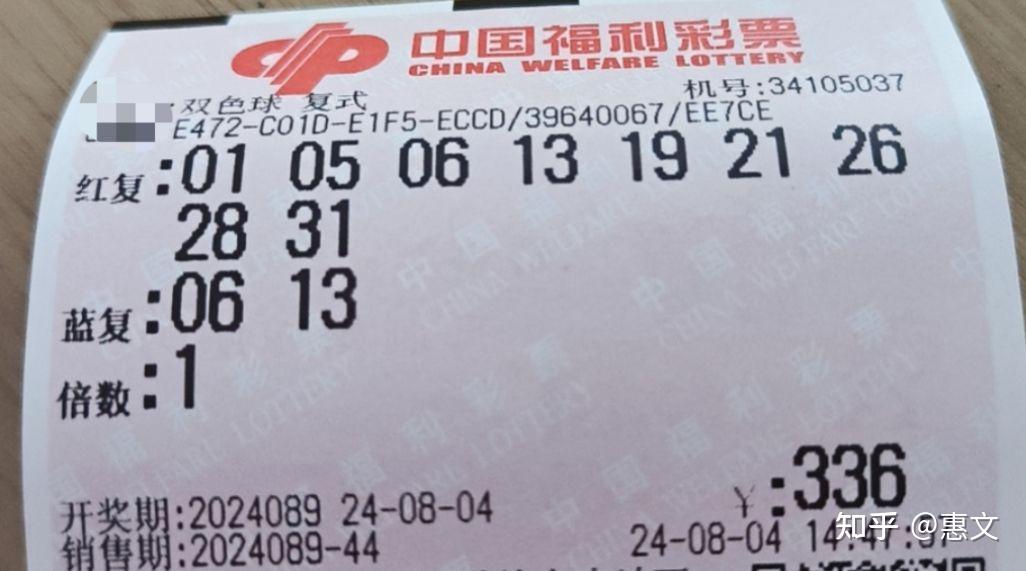 中国福利彩票
CHINA WELFARE LOTTERY
双色球 复式 机号:34105037
E472-C01D-E1F5-ECCD/39640067/EE7CE
红复:01 05 06 13 19 21 26
28 31
蓝复:06 13
倍数:1
¥:336
开奖期:2024089 24-08-04
销售期:2024089-44 24-08-04 14:47:37
知乎 @惠文